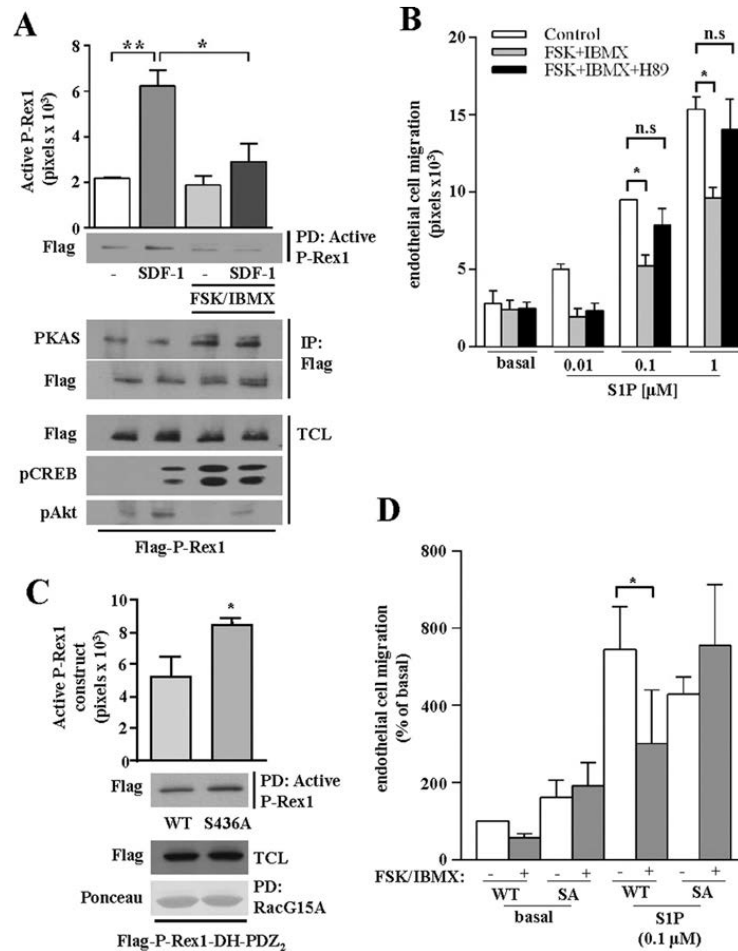 A
Active P-Rex1
(pixels x 10³)
8
6
4
2
0
**
*
Flag
PD: Active
P-Rex1
- SDF-1 - SDF-1
FSK/IBMX
PKAS
Flag
IP:
Flag
Flag
pCREB
pAkt
TCL
Flag-P-Rex1
B
Control
FSK+IBMX
FSK+IBMX+H89
endothelial cell migration
(pixels x10³)
20
15
10
5
0
*
n.s
*
n.s
basal 0.01 0.1 1
S1P [µM]
C
Active P-Rex1
construct
(pixels x 10³)
10
8
6
4
0
*
Flag
PD: Active
P-Rex1
WT S436A
Flag
TCL
Ponceau
PD:
RacG15A
Flag-P-Rex1-DH-PDZ₂
D
endothelial cell migration
(% of basal)
800
800
400
200
0
*
FSK/IBMX: - + - + - + - +
WT SA WT SA
basal S1P
(0.1 µM)